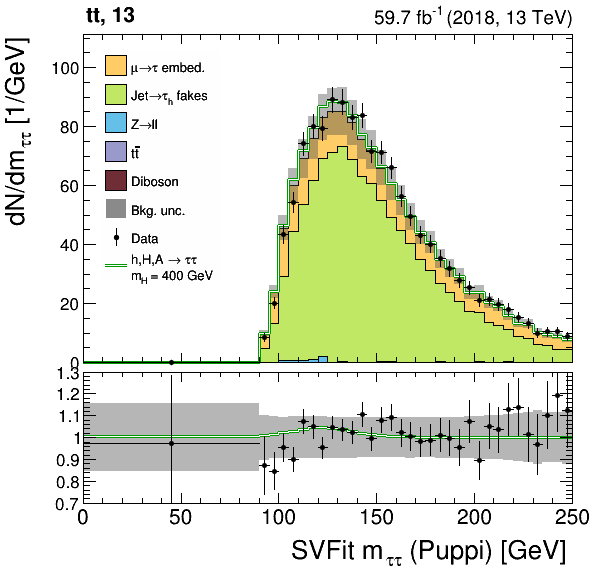 tt, 13
59.7 fb⁻¹ (2018, 13 TeV)
dN/dm_ττ [1/GeV]
100
80
60
40
20
0
μ→τ embed.
Jet→τ_h fakes
Z→ll
tt̄
Diboson
Bkg. unc.
Data
h,H,A → ττ
m_H = 400 GeV
1.3
1.2
1.1
1
0.9
0.8
0.7
0 50 100 150 200 250
SVFit m_ττ (Puppi) [GeV]